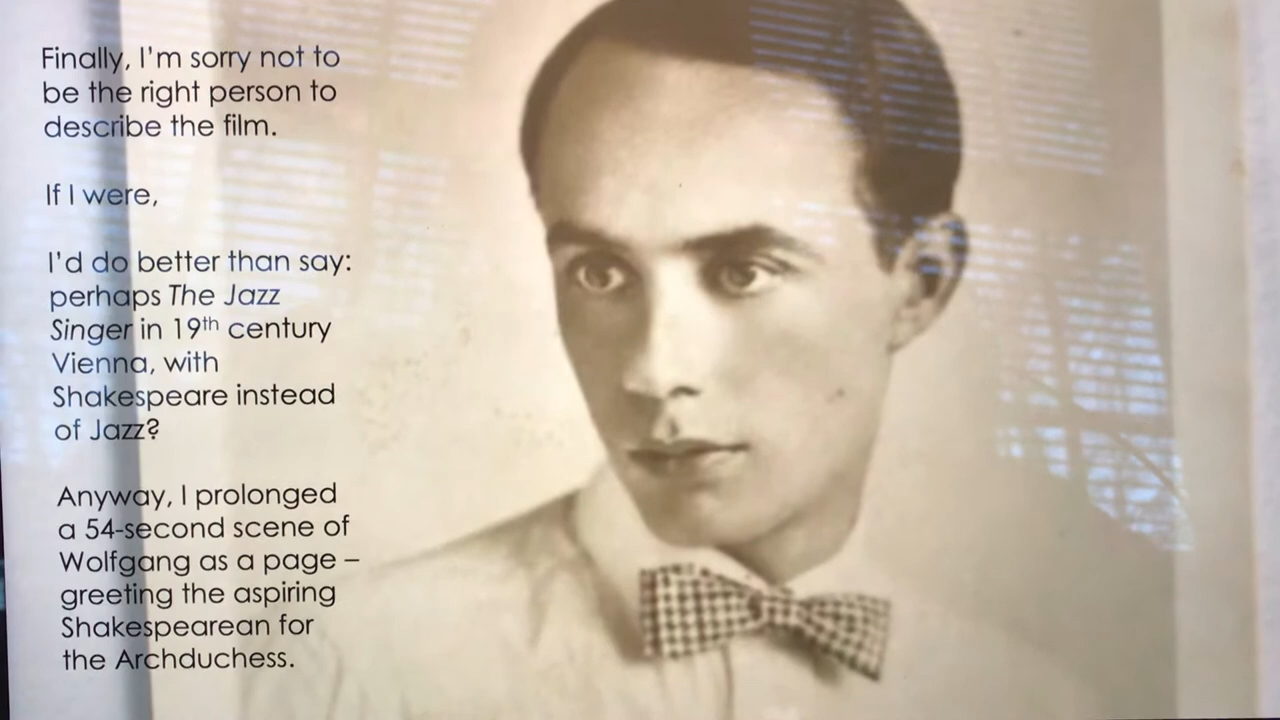 Finally, I'm sorry not to
be the right person to
describe the film.
If I were,
I'd do better than say:
perhaps The Jazz
Singer in 19th century
Vienna, with
Shakespeare instead
of Jazz?
Anyway, I prolonged
a 54-second scene of
Wolfgang as a page –
greeting the aspiring
Shakespearean for
the Archduchess.